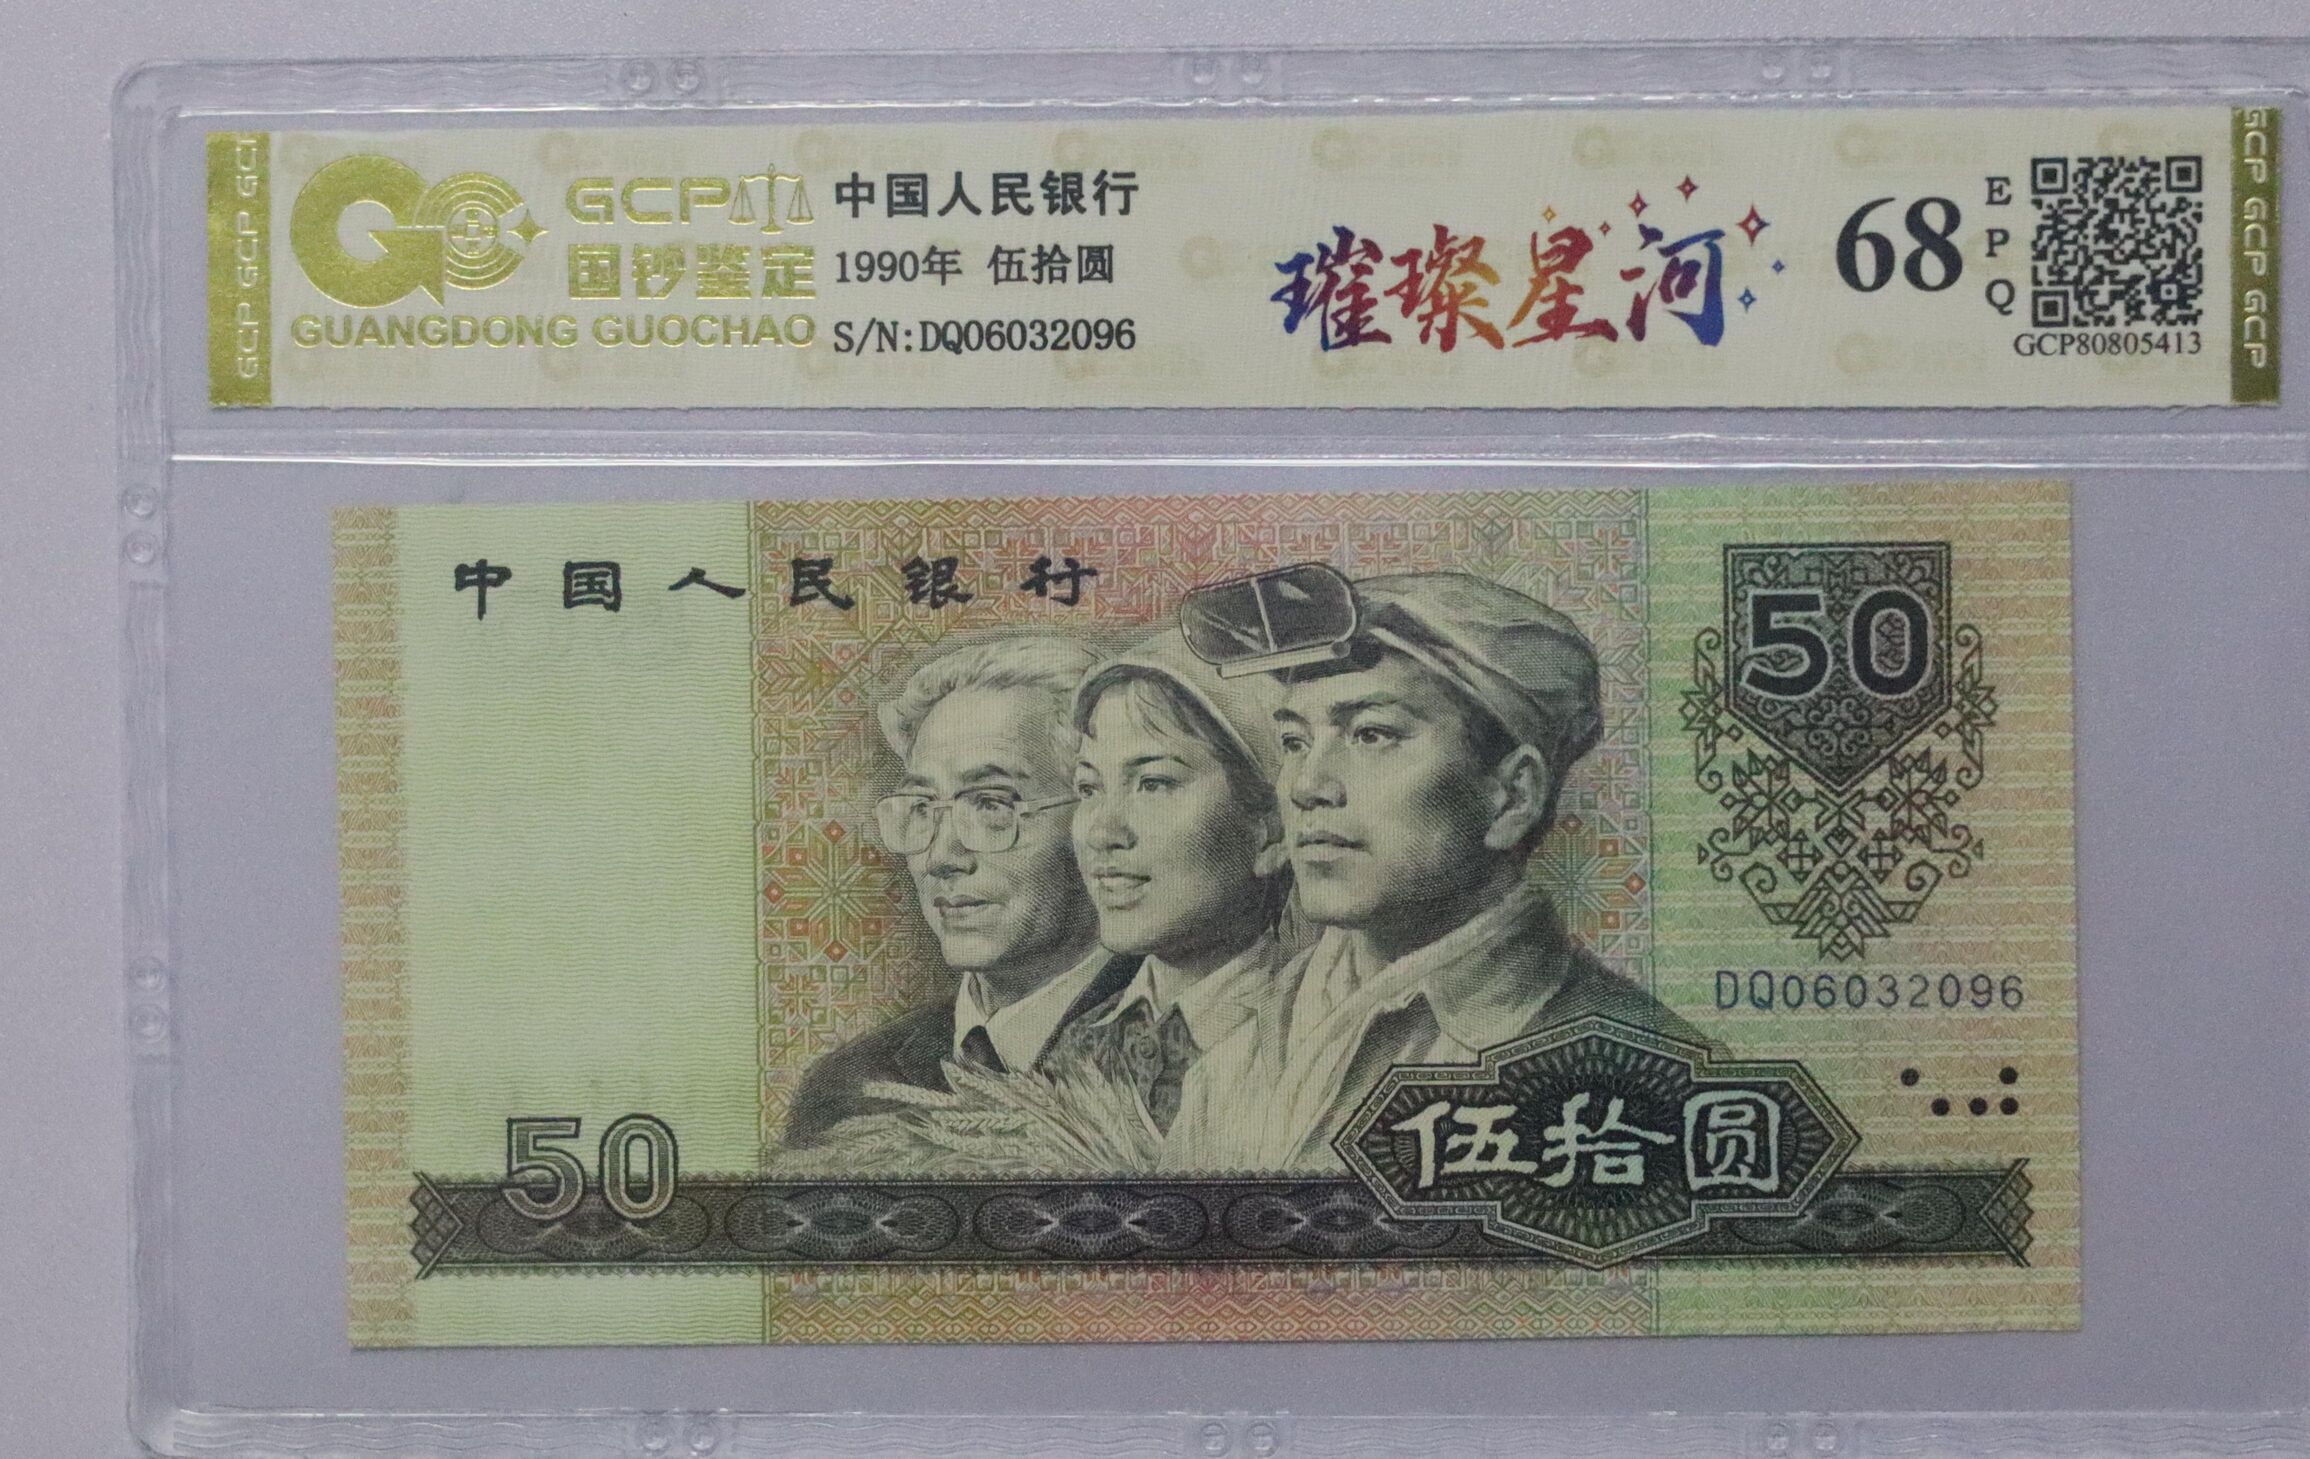 GCP GCP GCP
GCP
国钞鉴定
GUANGDONG GUOCHAO
中国人民银行
1990年 伍拾圆
S/N:DQ06032096
璀璨星河
68
EPQ
GCP80805413
GCP GCP GCP GCP
中国人民银行
50
DQ06032096
50
伍拾圆